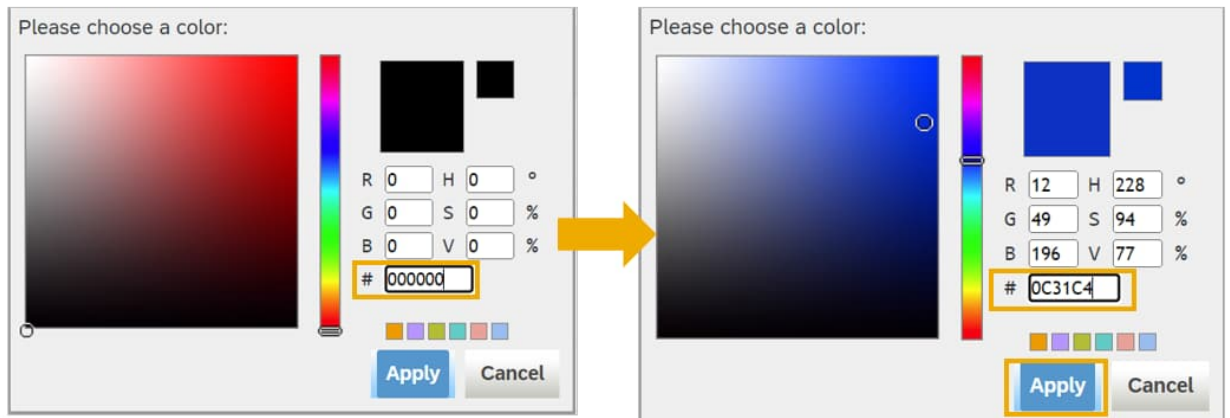 Please choose a color:
R 0 H 0 °
G 0 S 0 %
B 0 V 0 %
# 000000
Apply Cancel
Please choose a color:
R 12 H 228 °
G 49 S 94 %
B 196 V 77 %
# 0C31C4
Apply Cancel